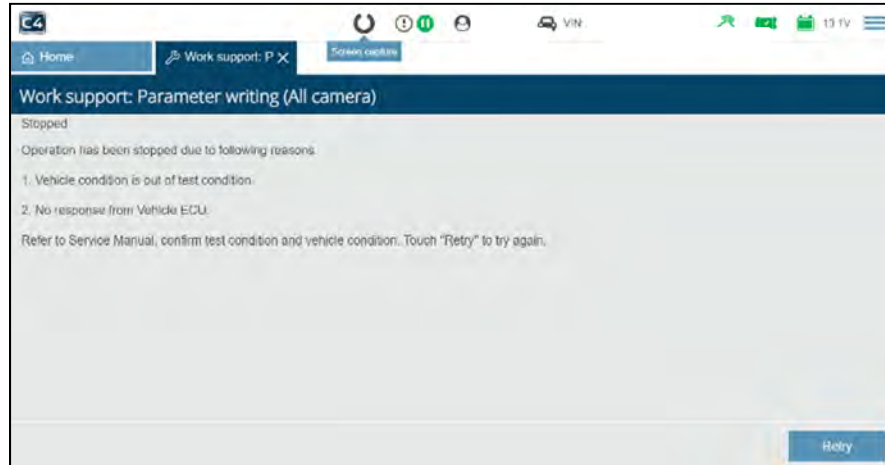 C4
VIN:
13.1V
Home
Work support: P X
Screen capture
Work support: Parameter writing (All camera)
Stopped
Operation has been stopped due to following reasons.
1. Vehicle condition is out of test condition.
2. No response from Vehicle ECU.
Refer to Service Manual, confirm test condition and vehicle condition. Touch "Retry" to try again.
Retry